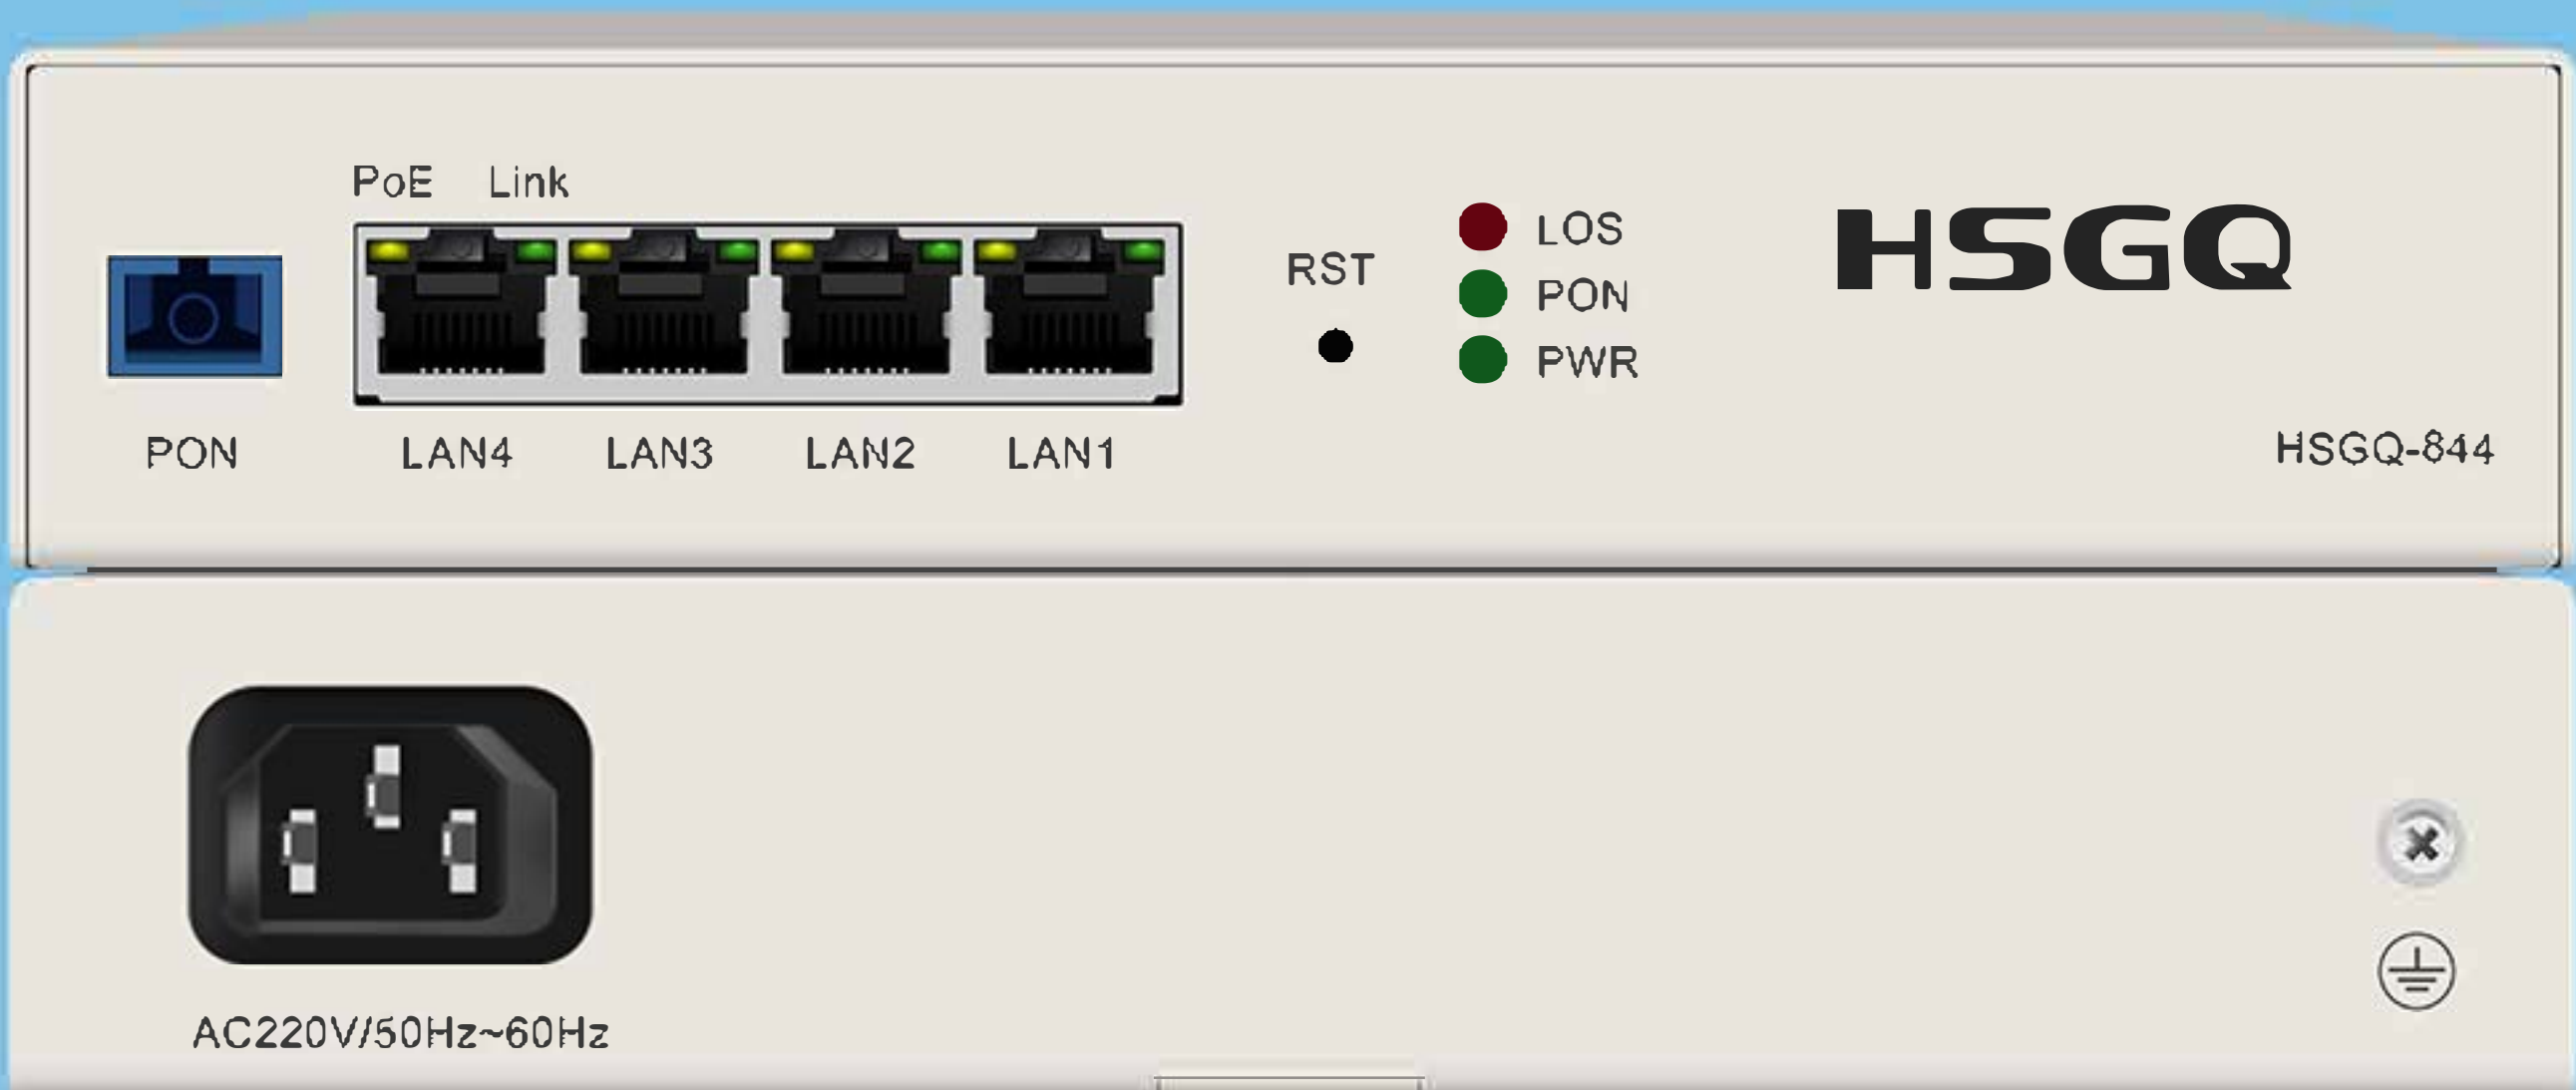 PoE Link
LOS
RST
PON
PWR
HSGQ
PON LAN4 LAN3 LAN2 LAN1
HSGQ-844
AC220V/50Hz~60Hz